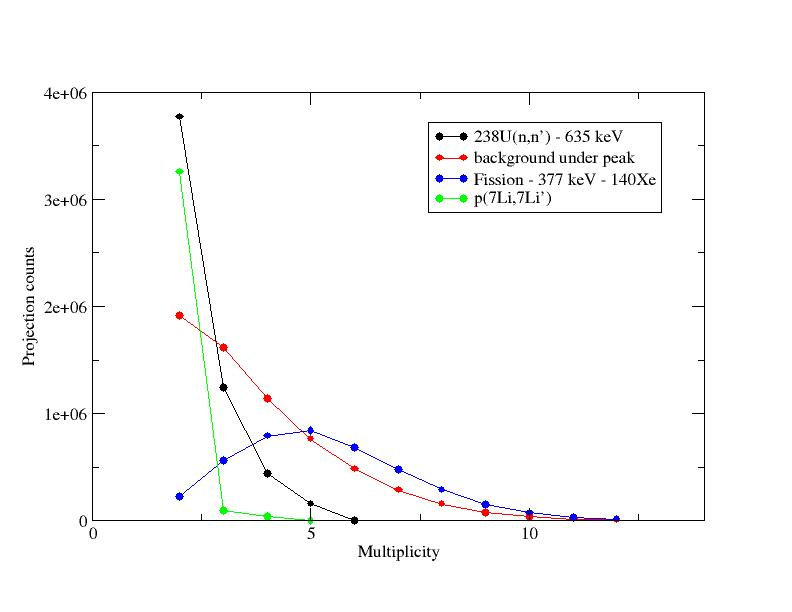 4e+06
238U(n,n') - 635 keV
background under peak
Fission - 377 keV - 140Xe
p(7Li,7Li')
3e+06
Projection counts
2e+06
1e+06
0
0 5 10
Multiplicity